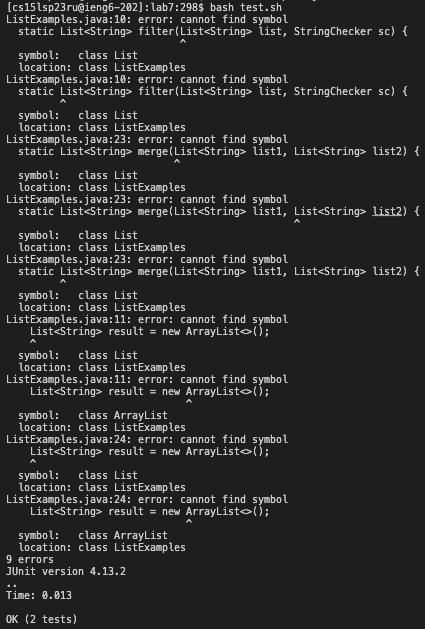 [cs15lsp23ru@ieng6-202]:lab7:298$ bash test.sh
ListExamples.java:10: error: cannot find symbol
  static List<String> filter(List<String> list, StringChecker sc) {
                             ^
  symbol:   class List
  location: class ListExamples
ListExamples.java:10: error: cannot find symbol
  static List<String> filter(List<String> list, StringChecker sc) {
         ^
  symbol:   class List
  location: class ListExamples
ListExamples.java:23: error: cannot find symbol
  static List<String> merge(List<String> list1, List<String> list2) {
                            ^
  symbol:   class List
  location: class ListExamples
ListExamples.java:23: error: cannot find symbol
  static List<String> merge(List<String> list1, List<String> list2) {
                                                ^
  symbol:   class List
  location: class ListExamples
ListExamples.java:23: error: cannot find symbol
  static List<String> merge(List<String> list1, List<String> list2) {
         ^
  symbol:   class List
  location: class ListExamples
ListExamples.java:11: error: cannot find symbol
    List<String> result = new ArrayList<>();
    ^
  symbol:   class List
  location: class ListExamples
ListExamples.java:11: error: cannot find symbol
    List<String> result = new ArrayList<>();
                              ^
  symbol:   class ArrayList
  location: class ListExamples
ListExamples.java:24: error: cannot find symbol
    List<String> result = new ArrayList<>();
    ^
  symbol:   class List
  location: class ListExamples
ListExamples.java:24: error: cannot find symbol
    List<String> result = new ArrayList<>();
                              ^
  symbol:   class ArrayList
  location: class ListExamples
9 errors
JUnit version 4.13.2
..
Time: 0.013

OK (2 tests)